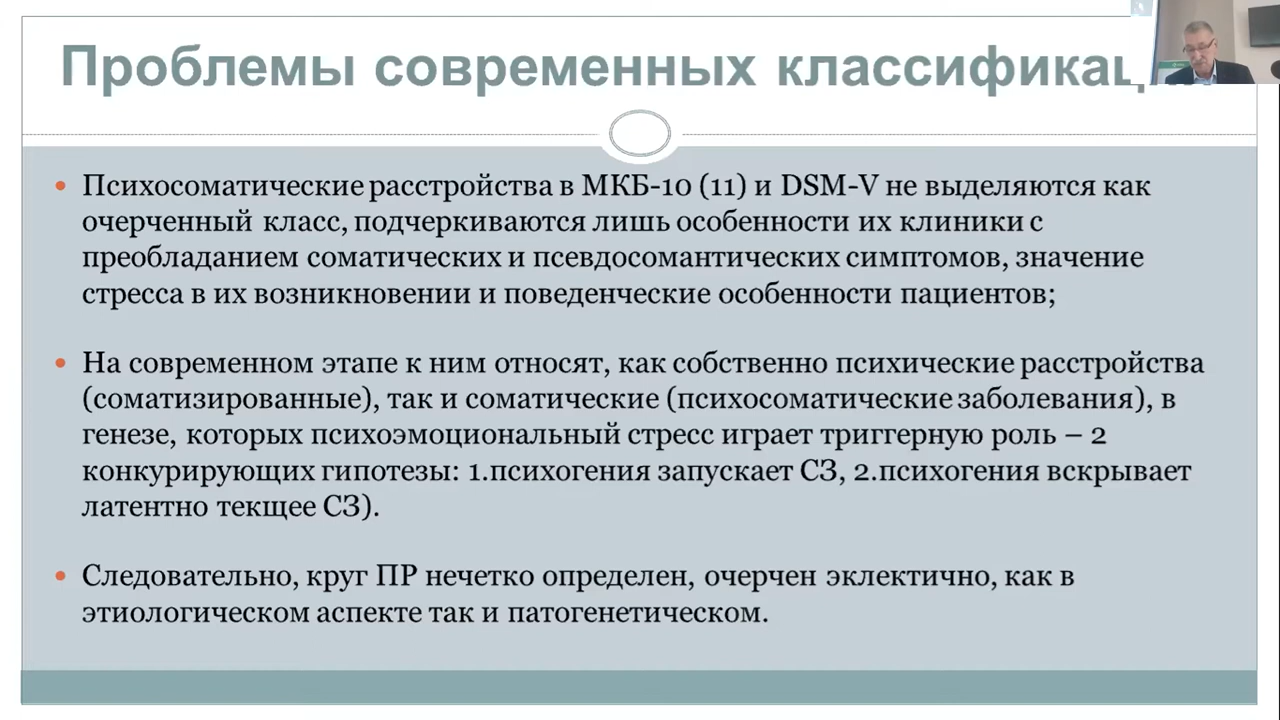 Проблемы современных классификац
Психосоматические расстройства в МКБ-10 (11) и DSM-V не выделяются как
очерченный класс, подчеркиваются лишь особенности их клиники с
преобладанием соматических и псевдосомантических симптомов, значение
стресса в их возникновении и поведенческие особенности пациентов;
На современном этапе к ним относят, как собственно психические расстройства
(соматизированные), так и соматические (психосоматические заболевания), в
генезе, которых психоэмоциональный стресс играет триггерную роль – 2
конкурирующих гипотезы: 1.психогения запускает СЗ, 2.психогения вскрывает
латентно текщее СЗ).
Следовательно, круг ПР нечетко определен, очерчен эклектично, как в
этиологическом аспекте так и патогенетическом.